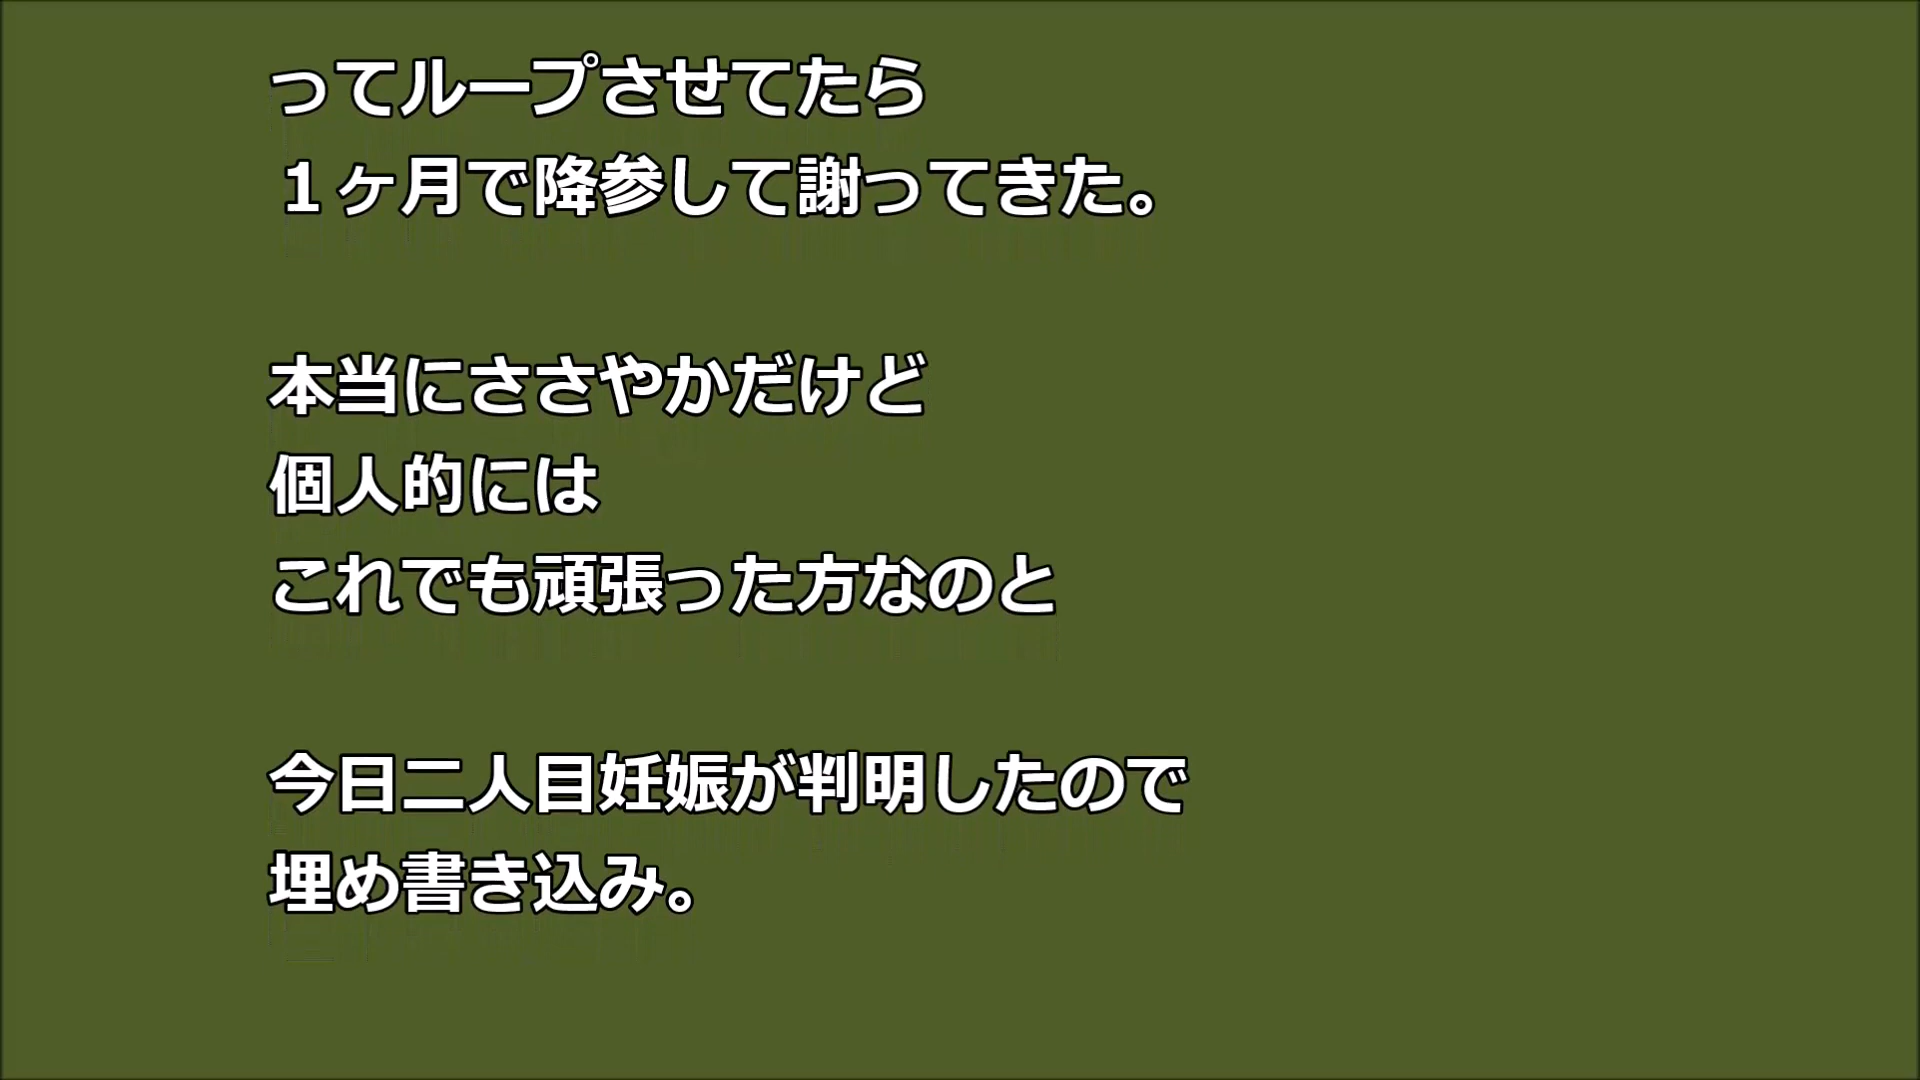 ってループさせてたら
１ヶ月で降参して謝ってきた。
本当にささやかだけど
個人的には
これでも頑張った方なのと
今日二人目妊娠が判明したので
埋め書き込み。